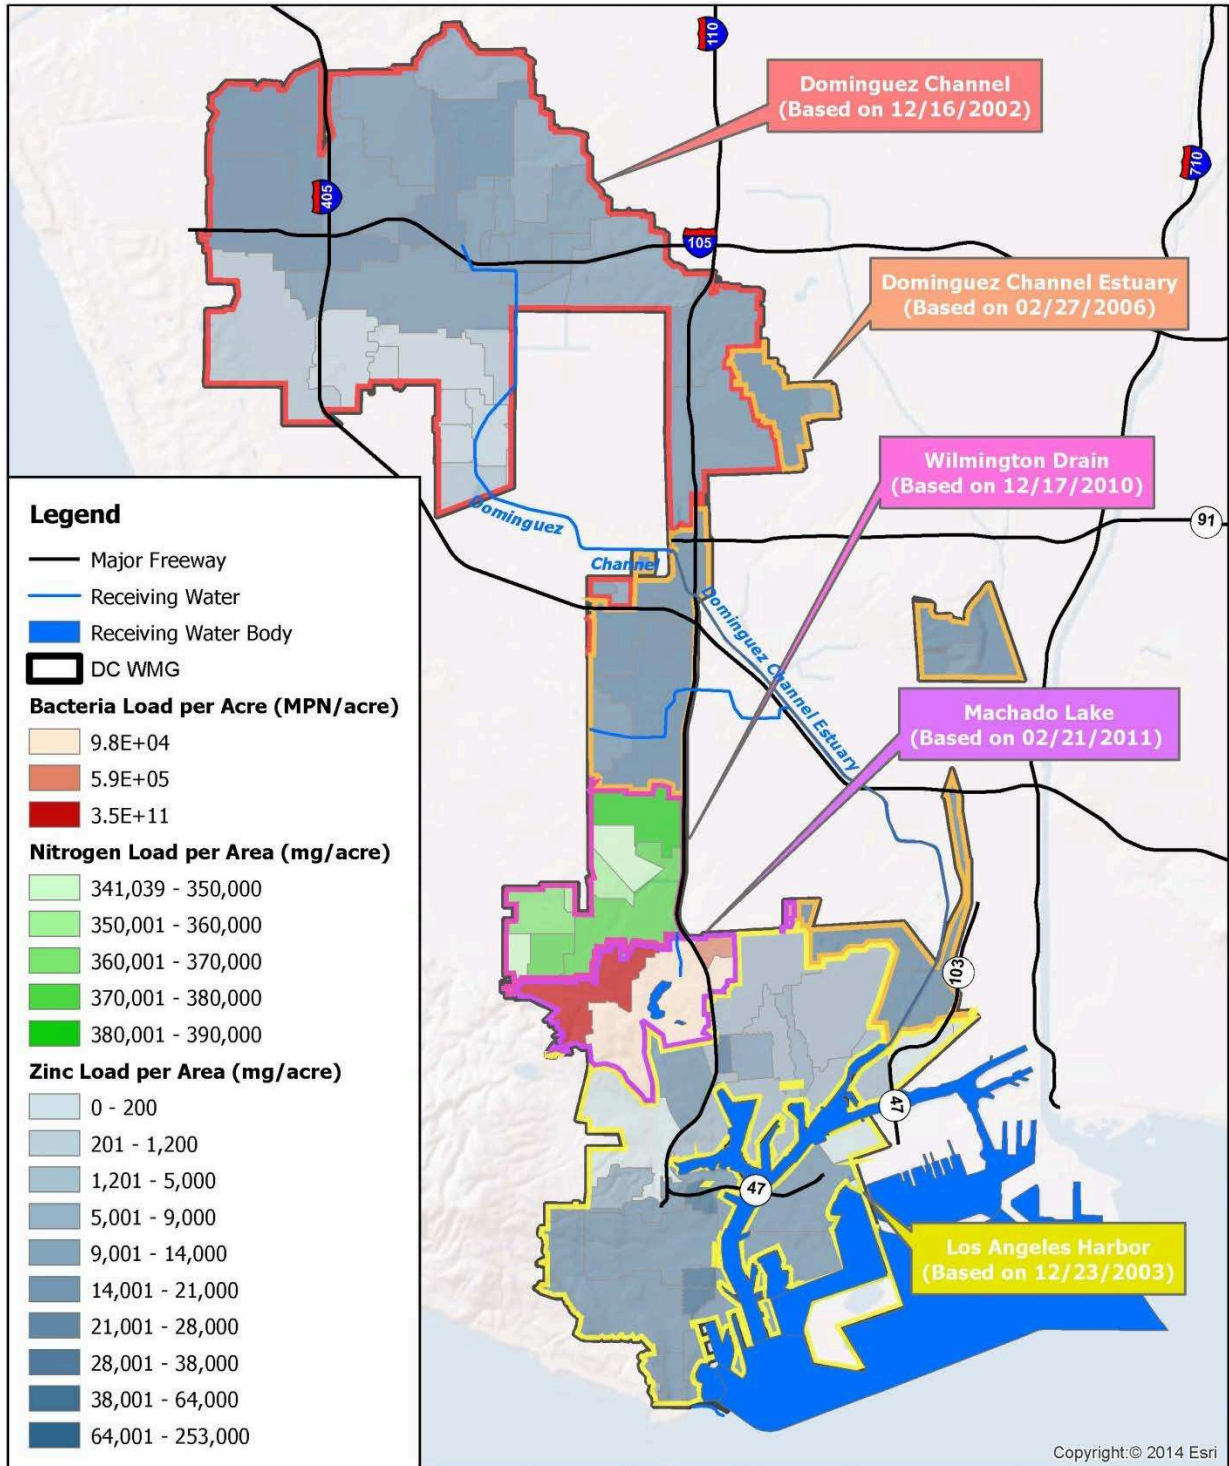 110
Dominguez Channel
(Based on 12/16/2002)
710
405
105
Dominguez Channel Estuary
(Based on 02/27/2006)
Wilmington Drain
(Based on 12/17/2010)
91
Dominguez
Channel
Dominguez Channel Estuary
Machado Lake
(Based on 02/21/2011)
103
47
47
Los Angeles Harbor
(Based on 12/23/2003)
Legend
Major Freeway
Receiving Water
Receiving Water Body
DC WMG
Bacteria Load per Acre (MPN/acre)
9.8E+04
5.9E+05
3.5E+11
Nitrogen Load per Area (mg/acre)
341,039 - 350,000
350,001 - 360,000
360,001 - 370,000
370,001 - 380,000
380,001 - 390,000
Zinc Load per Area (mg/acre)
0 - 200
201 - 1,200
1,201 - 5,000
5,001 - 9,000
9,001 - 14,000
14,001 - 21,000
21,001 - 28,000
28,001 - 38,000
38,001 - 64,000
64,001 - 253,000
Copyright:© 2014 Esri